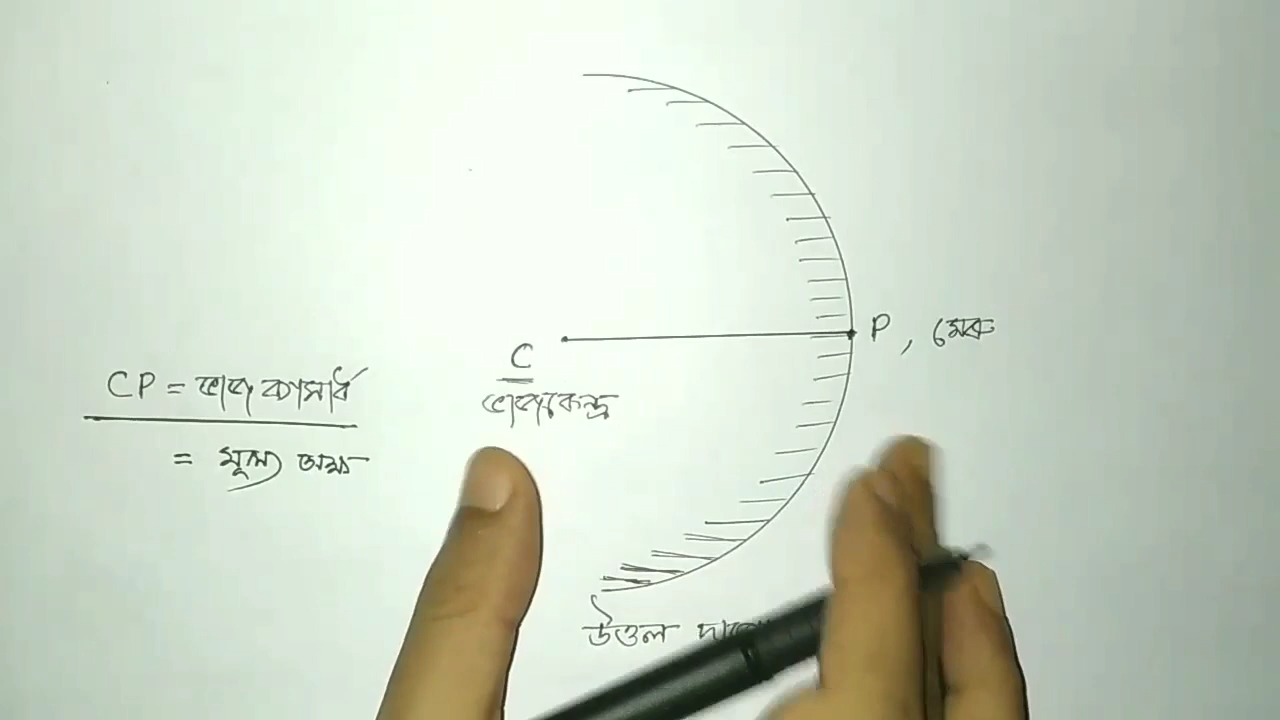 P , মেরু
C
বক্রতার কেন্দ্র
CP = বক্রতার ব্যাসার্ধ
= মূল অক্ষ
উত্তল